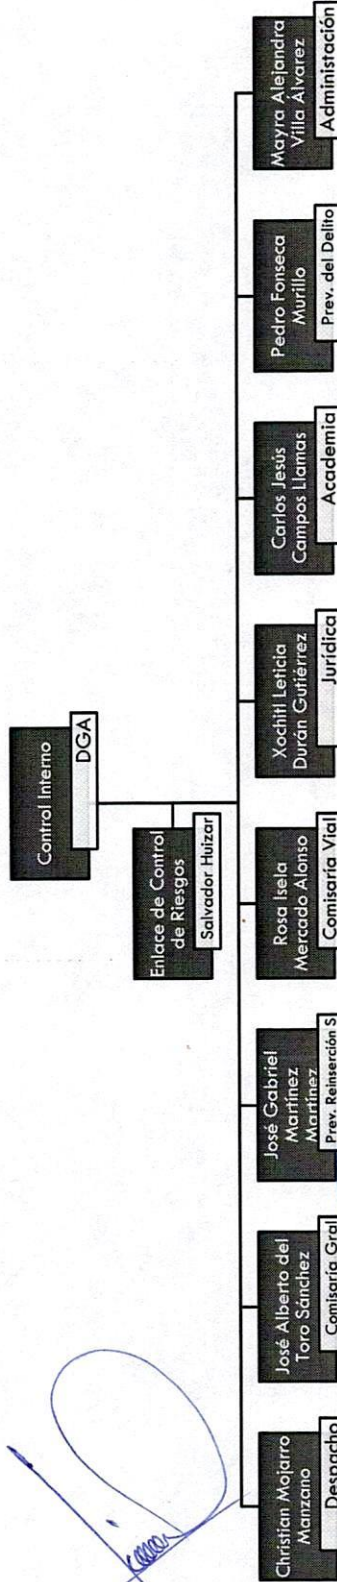 Control Interno
DGA
Enlace de Control
de Riesgos
Salvador Huizar
Christian Mojarro
Manzano
Despacho
José Alberto del
Toro Sánchez
Comisaría Gral
José Gabriel
Martínez
Martínez
Prev. Reinserción S
Rosa Isela
Mercado Alonso
Comisaría Vial
Xochitl Leticia
Durán Gutiérrez
Jurídica
Carlos Jesús
Campos Llamas
Academia
Pedro Fonseca
Murillo
Prev. del Delito
Mayra Alejandra
Villa Álvarez
Administación